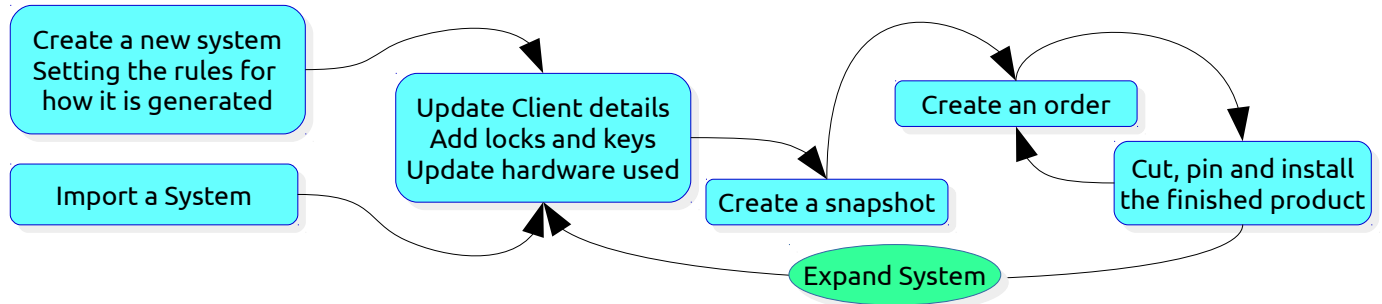 Create a new system
Setting the rules for
how it is generated
Import a System
Update Client details
Add locks and keys
Update hardware used
Create a snapshot
Create an order
Cut, pin and install
the finished product
Expand System